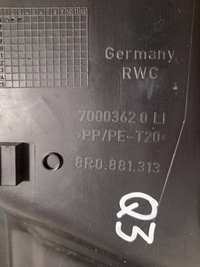 Germany
RWC
7000362 0 LI
>PP/PE-T20<
8R0.881.313
Q3